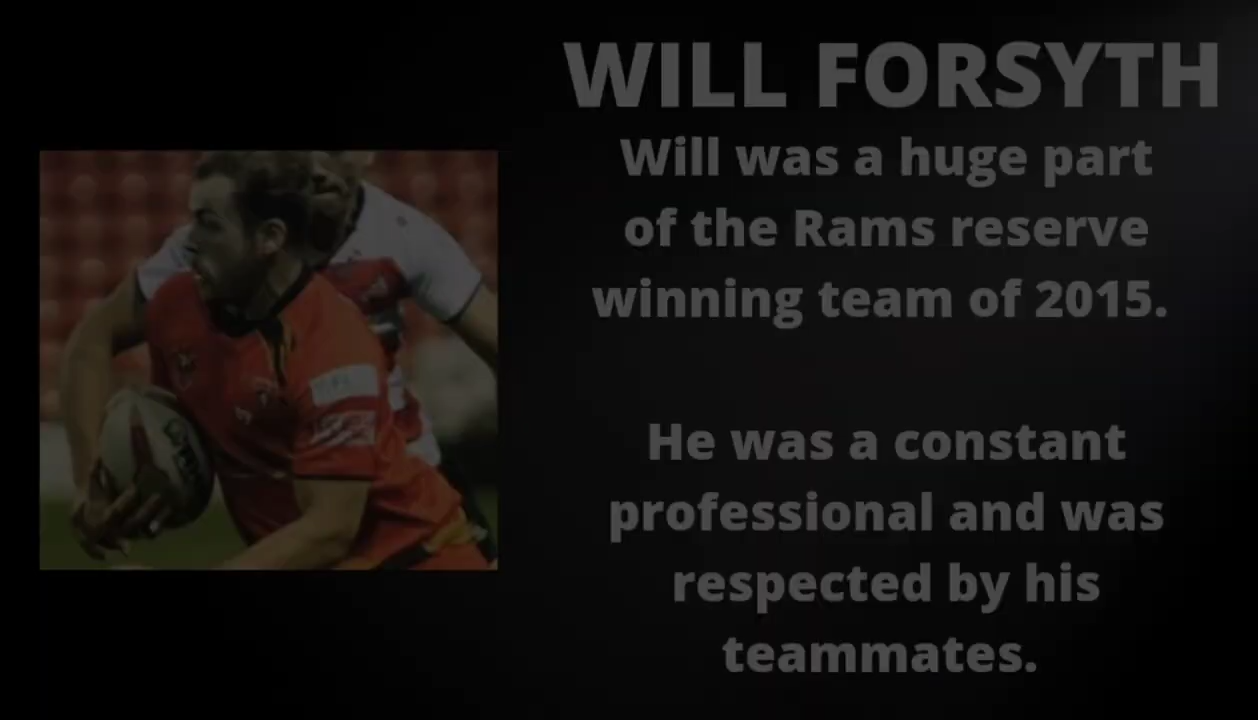 WILL FORSYTH
Will was a huge part
of the Rams reserve
winning team of 2015.
He was a constant
professional and was
respected by his
teammates.